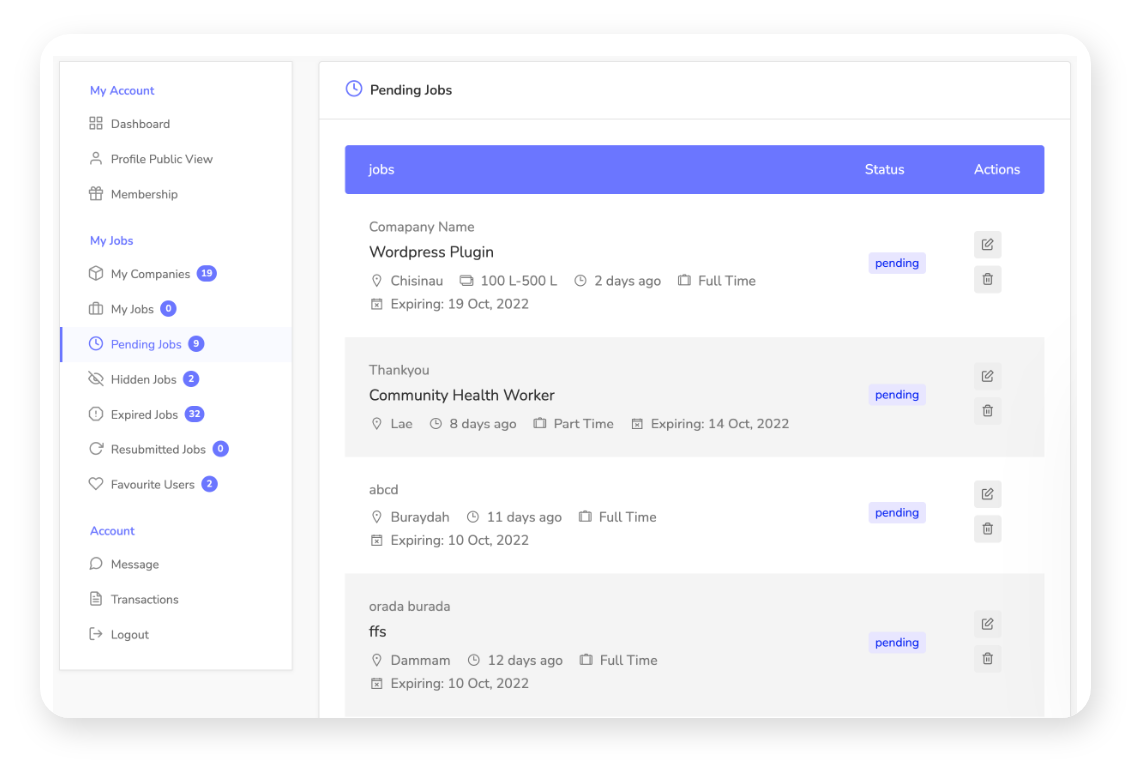 My Account
Dashboard
Profile Public View
Membership
My Jobs
My Companies 19
My Jobs 0
Pending Jobs 9
Hidden Jobs 2
Expired Jobs 32
Resubmitted Jobs 0
Favourite Users 2
Account
Message
Transactions
Logout
Pending Jobs
jobs Status Actions
Comapany Name
Wordpress Plugin
pending
Chisinau 100 L-500 L 2 days ago Full Time
Expiring: 19 Oct, 2022
Thankyou
Community Health Worker
pending
Lae 8 days ago Part Time Expiring: 14 Oct, 2022
abcd
pending
Buraydah 11 days ago Full Time
Expiring: 10 Oct, 2022
orada burada
ffs
pending
Dammam 12 days ago Full Time
Expiring: 10 Oct, 2022